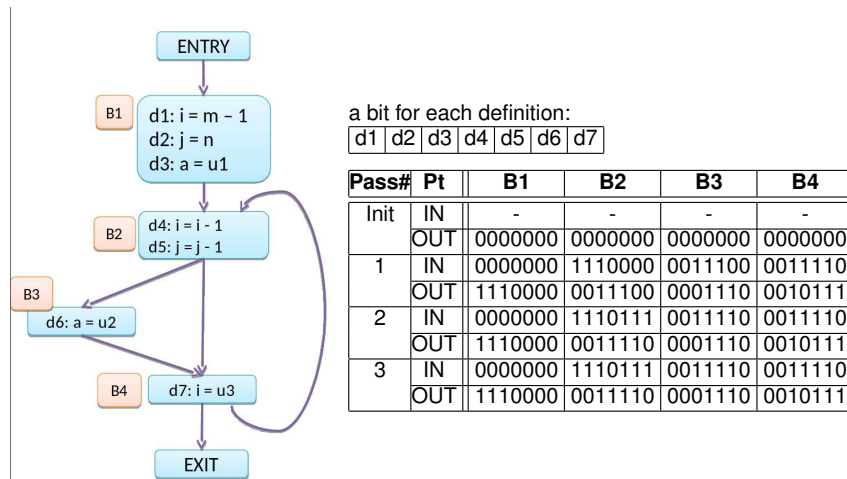 ENTRY
B1
d1: i = m – 1
d2: j = n
d3: a = u1
B2
d4: i = i - 1
d5: j = j - 1
B3
d6: a = u2
B4
d7: i = u3
EXIT
a bit for each definition:
d1 d2 d3 d4 d5 d6 d7
Pass# Pt B1 B2 B3 B4
Init IN - - - -
OUT 0000000 0000000 0000000 0000000
1 IN 0000000 1110000 0011100 0011110
OUT 1110000 0011100 0001110 0010111
2 IN 0000000 1110111 0011110 0011110
OUT 1110000 0011110 0001110 0010111
3 IN 0000000 1110111 0011110 0011110
OUT 1110000 0011110 0001110 0010111